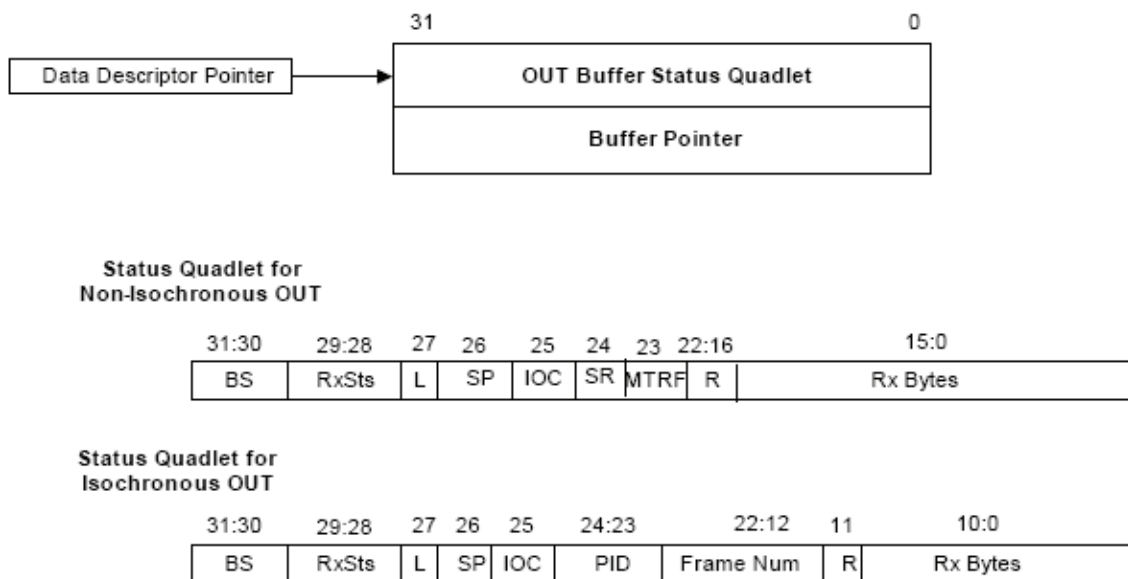 31 0
Data Descriptor Pointer
OUT Buffer Status Quadlet
Buffer Pointer
Status Quadlet for
Non-Isochronous OUT
31:30 29:28 27 26 25 24 23 22:16 15:0
BS RxSts L SP IOC SR MTRF R Rx Bytes
Status Quadlet for
Isochronous OUT
31:30 29:28 27 26 25 24:23 22:12 11 10:0
BS RxSts L SP IOC PID Frame Num R Rx Bytes